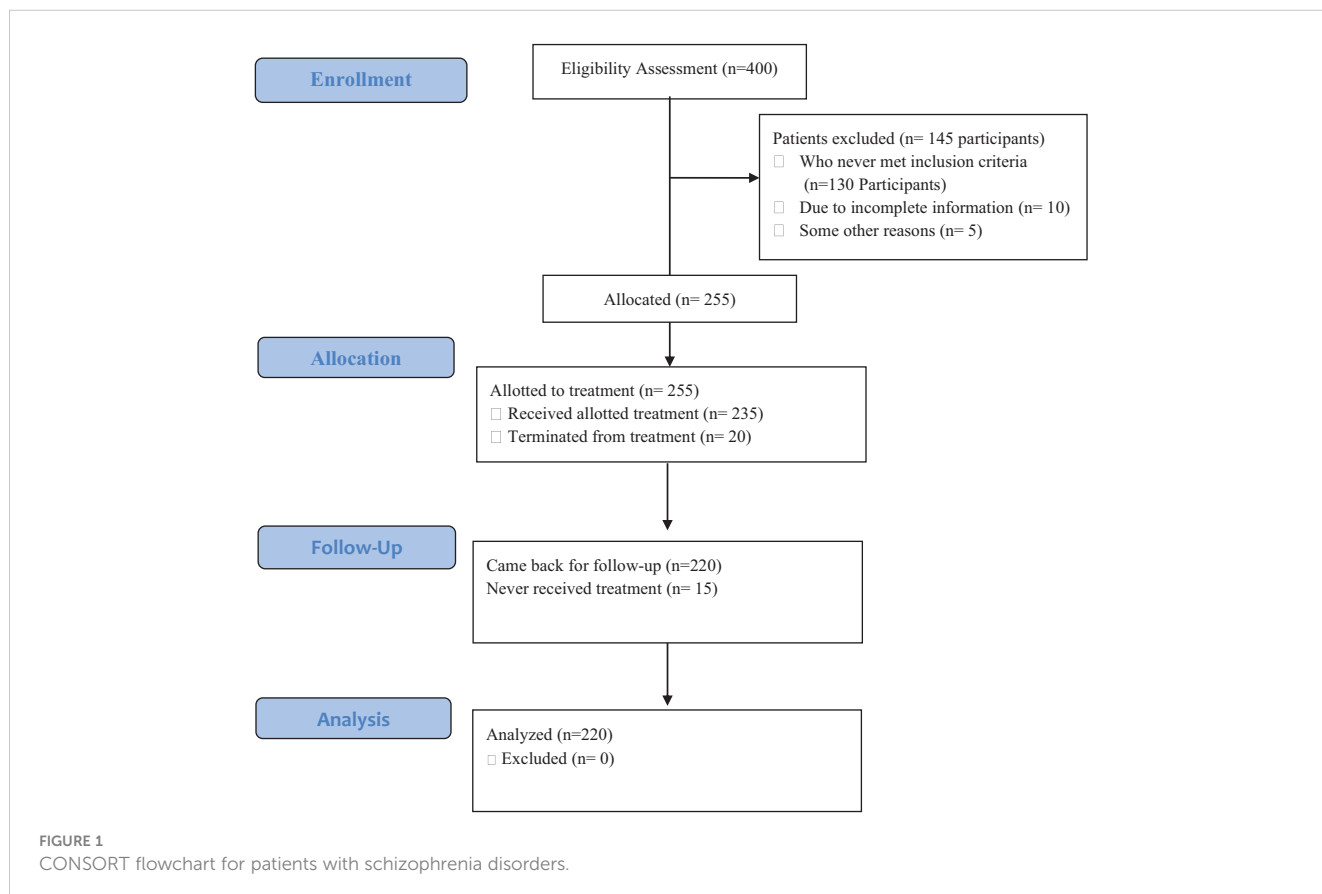 Enrollment
Eligibility Assessment (n=400)
Patients excluded (n= 145 participants)
Who never met inclusion criteria
(n=130 Participants)
Due to incomplete information (n= 10)
Some other reasons (n= 5)
Allocated (n= 255)
Allocation
Allotted to treatment (n= 255)
Received allotted treatment (n= 235)
Terminated from treatment (n= 20)
Follow-Up
Came back for follow-up (n=220)
Never received treatment (n= 15)
Analysis
Analyzed (n=220)
Excluded (n= 0)
FIGURE 1
CONSORT flowchart for patients with schizophrenia disorders.